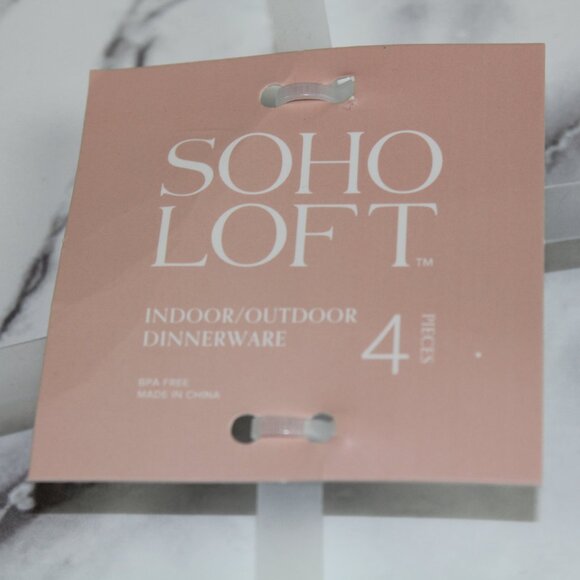 SOHO
LOFT™
INDOOR/OUTDOOR
DINNERWARE
4 PIECES
BPA FREE
MADE IN CHINA